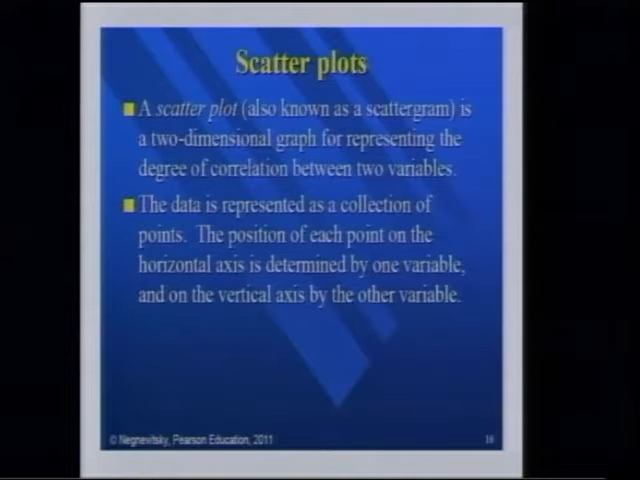 Scatter plots
A scatter plot (also known as a scattergram) is
a two-dimensional graph for representing the
degree of correlation between two variables.
The data is represented as a collection of
points. The position of each point on the
horizontal axis is determined by one variable,
and on the vertical axis by the other variable.
© Negnevitsky, Pearson Education, 2011
16